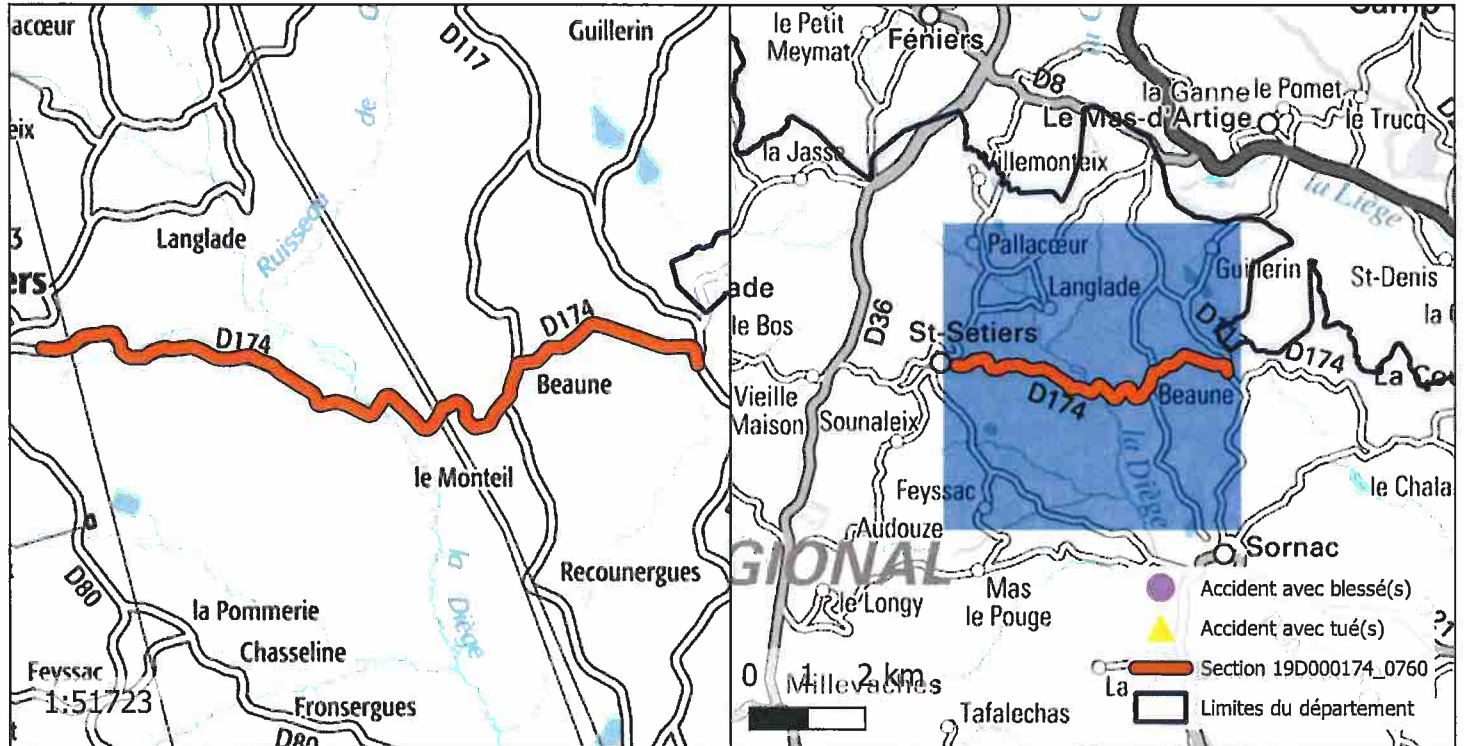 acœur
D117
Guillerin
de
eix
Ruisseau
Langlade
3
ers
D174
D174
Beaune
le Monteil
la Diège
Recounergues
D80
la Pommerie
Chasseline
Feyssac
1:51723
Fronsergues
D80
ade
le Petit
Meymat
Féniers
D8
la Ganne
le Pomet
Le Mas-d'Artige
le Trucq
la Jasse
Villemonteix
la Liège
Pallacœur
Guillerin
St-Denis
Langlade
la
le Bos
D36
St-Setiers
D174
La Cou
Vieille
Maison
Sounaleix
D174
Beaune
la Diège
Feyssac
le Chala
Audouze
GIONAL
Sornac
Mas
le Pouge
le Longy
Accident avec blessé(s)
Accident avec tué(s)
Section 19D000174_0760
Limites du département
0 1 2 km
Millevaches
La
Tafalechas